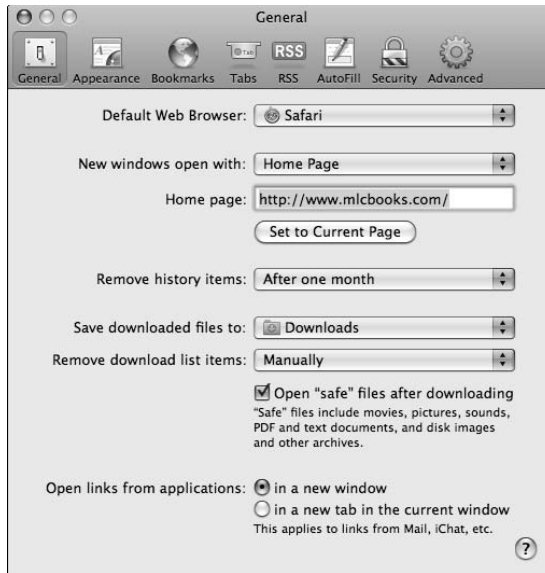 General
General Appearance Bookmarks Tabs RSS AutoFill Security Advanced
Default Web Browser: Safari
New windows open with: Home Page
Home page: http://www.mlcbooks.com/
Set to Current Page
Remove history items: After one month
Save downloaded files to: Downloads
Remove download list items: Manually
Open “safe” files after downloading
“Safe” files include movies, pictures, sounds,
PDF and text documents, and disk images
and other archives.
Open links from applications: in a new window
in a new tab in the current window
This applies to links from Mail, iChat, etc.
?